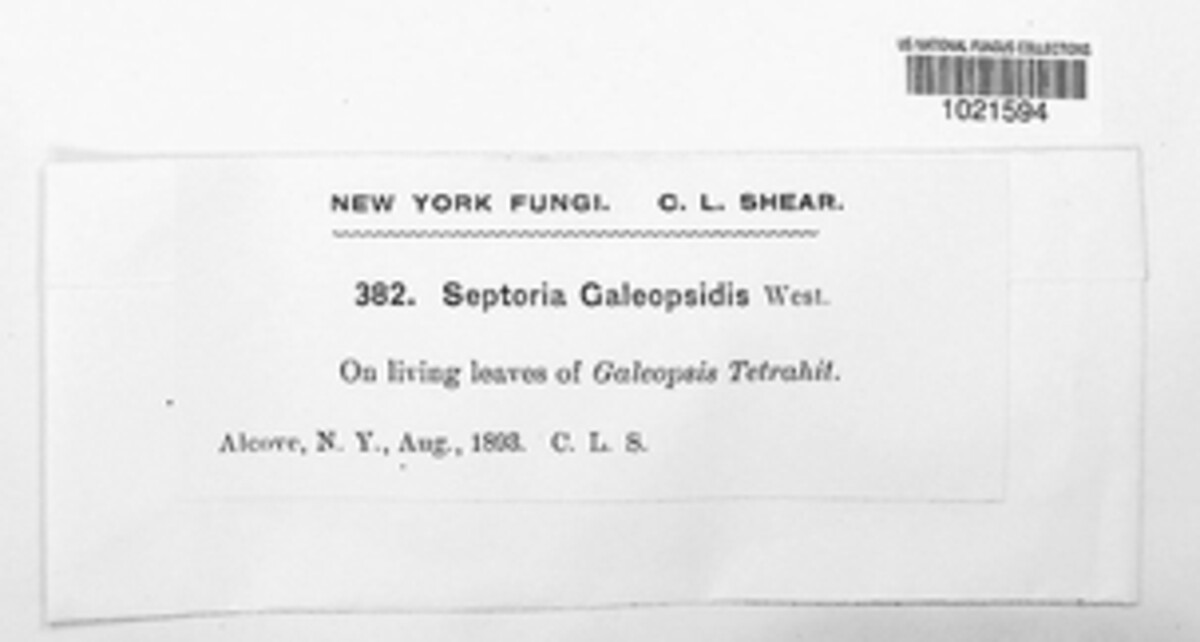 US NATIONAL FUNGUS COLLECTIONS
1021594
NEW YORK FUNGI. C. L. SHEAR.
382. Septoria Galeopsidis West.
On living leaves of Galeopsis Tetrahit.
Alcove, N. Y., Aug., 1893. C. L. S.